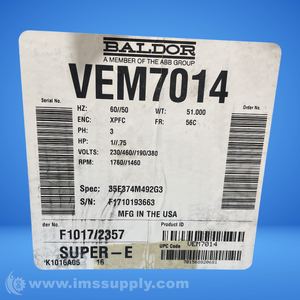 BALDOR
A MEMBER OF THE ABB GROUP
VEM7014
Serial No.
HZ: 60//50 WT: 51.000
ENC: XPFC FR: 56C
PH: 3
HP: 1//.75
VOLTS: 230/460//190/380
RPM: 1760//1460
Spec: 35E374M492G3
S/N: F1710193663
MFG IN THE USA
Order No.
F1017/2357
SUPER-E
*K1016A05 16
Product ID
VEM7014
UPC Code
© www.imssupply.com